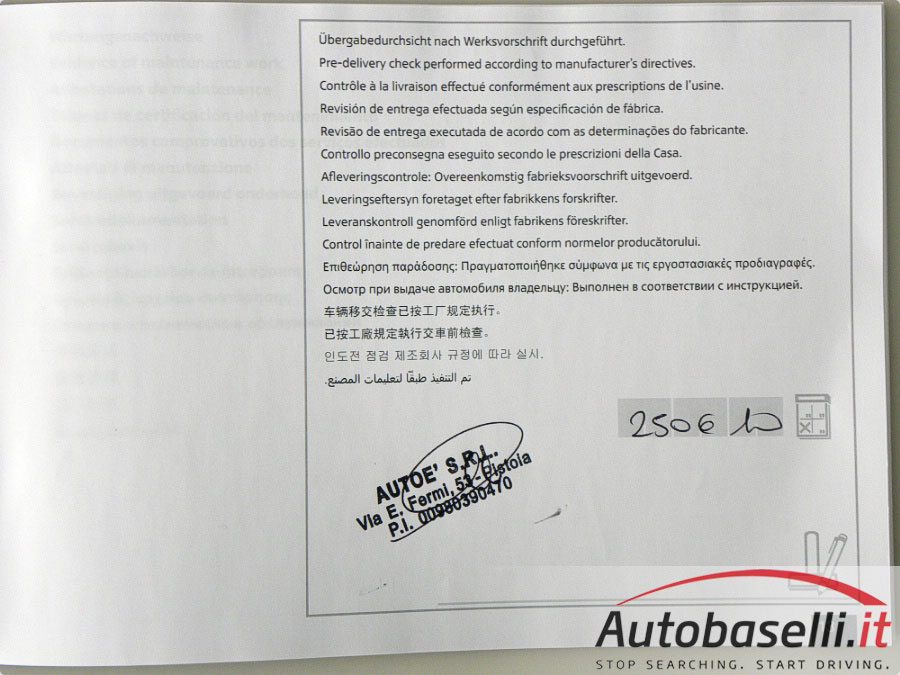 Übergabedurchsicht nach Werksvorschrift durchgeführt.
Pre-delivery check performed according to manufacturer's directives.
Contrôle à la livraison effectué conformément aux prescriptions de l'usine.
Revisión de entrega efectuada según especificación de fábrica.
Revisão de entrega executada de acordo com as determinações do fabricante.
Controllo preconsegna eseguito secondo le prescrizioni della Casa.
Afleveringscontrole: Overeenkomstig fabrieksvoorschrift uitgevoerd.
Leveringseftersyn foretaget efter fabrikkens forskrifter.
Leveranskontroll genomförd enligt fabrikens föreskrifter.
Control înainte de predare efectuat conform normelor producătorului.
Επιθεώρηση παράδοσης: Πραγματοποιήθηκε σύμφωνα με τις εργοστασιακές προδιαγραφές.
Осмотр при выдаче автомобиля владельцу: Выполнен в соответствии с инструкцией.
车辆移交检查已按工厂规定执行。
已按工廠規定執行交車前檢查。
인도전 점검 제조회사 규정에 따라 실시.
تم التنفيذ طبقًا لتعليمات المصنع.
2506
AUTOE' S.R.L.
Via E. Fermi, 53 - Pistoia
P.I. 00980390470
Autobaselli.it
STOP SEARCHING. START DRIVING.